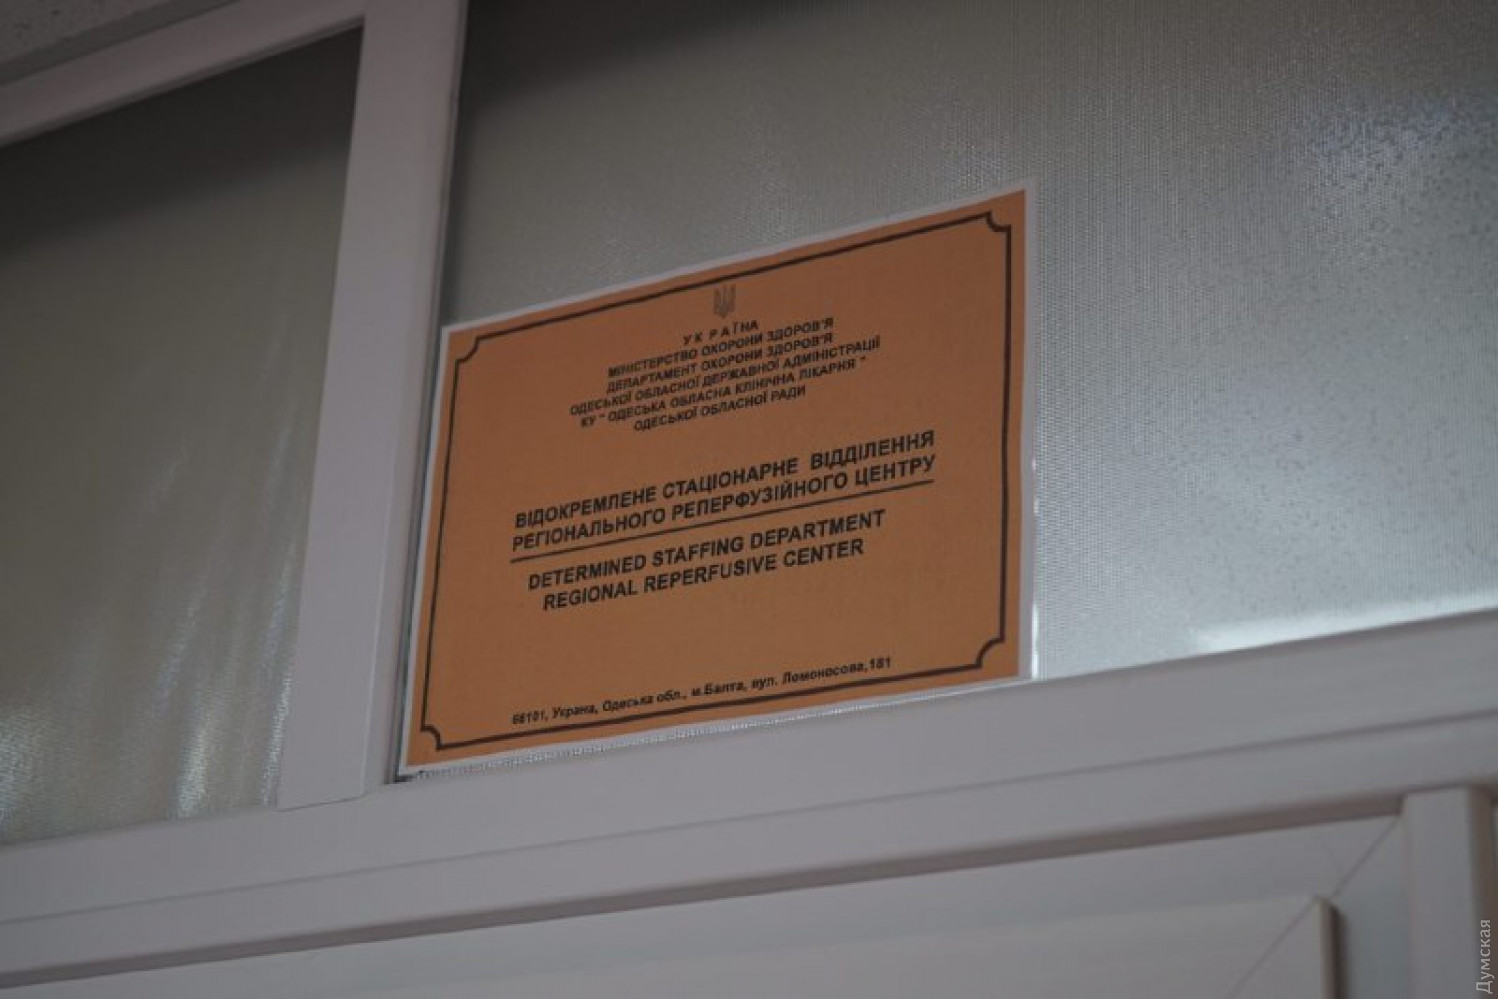 УКРАЇНА
МІНІСТЕРСТВО ОХОРОНИ ЗДОРОВ'Я
ДЕПАРТАМЕНТ ОХОРОНИ ЗДОРОВ'Я
ОДЕСЬКОЇ ОБЛАСНОЇ ДЕРЖАВНОЇ АДМІНІСТРАЦІЇ
КУ "ОДЕСЬКА ОБЛАСНА КЛІНІЧНА ЛІКАРНЯ"
ОДЕСЬКОЇ ОБЛАСНОЇ РАДИ
ВІДОКРЕМЛЕНЕ СТАЦІОНАРНЕ ВІДДІЛЕННЯ
РЕГІОНАЛЬНОГО РЕПЕРФУЗІЙНОГО ЦЕНТРУ
DETERMINED STAFFING DEPARTMENT
REGIONAL REPERFUSIVE CENTER
66101, Украна, Одеська обл., м.Балта, вул. Ломоносова,181
Думская